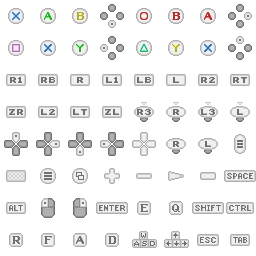 X A B O B A
X Y Y X
R1 RB R L1 LB L R2 RT
ZR L2 LT ZL R3 R L3 L
R L
SPACE
ALT ENTER E Q SHIFT CTRL
R F A D W A S D ESC TAB